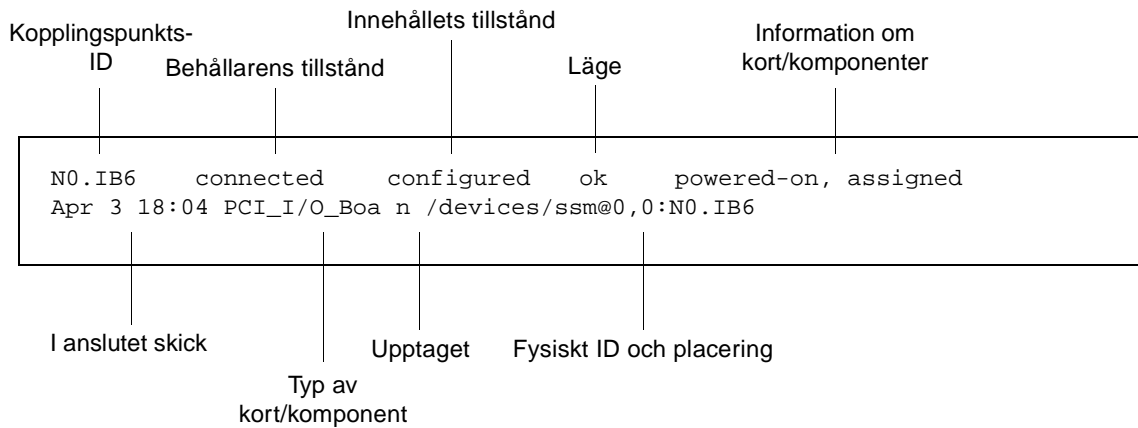 Kopplingspunkts-
ID
Behållarens tillstånd
Innehållets tillstånd
Läge
Information om
kort/komponenter
N0.IB6 connected configured ok powered-on, assigned
Apr 3 18:04 PCI_I/O_Boa n /devices/ssm@0,0:N0.IB6
I anslutet skick
Typ av
kort/komponent
Upptaget
Fysiskt ID och placering